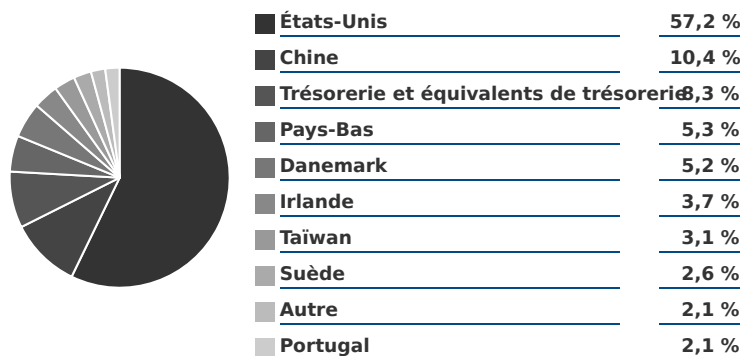 États-Unis 57,2 %
Chine 10,4 %
Trésorerie et équivalents de trésorerie 8,3 %
Pays-Bas 5,3 %
Danemark 5,2 %
Irlande 3,7 %
Taïwan 3,1 %
Suède 2,6 %
Autre 2,1 %
Portugal 2,1 %